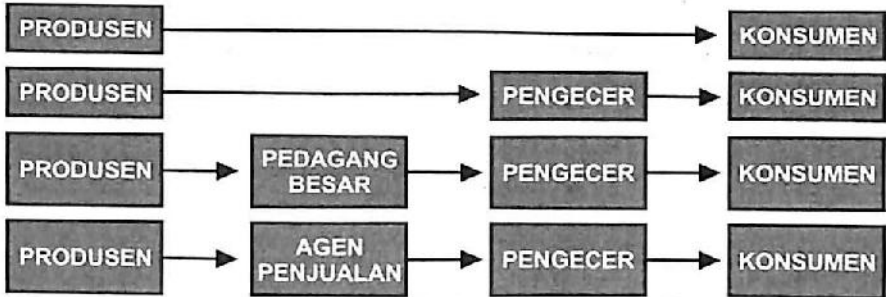 PRODUSEN KONSUMEN
PRODUSEN PENGECER KONSUMEN
PRODUSEN PEDAGANG BESAR PENGECER KONSUMEN
PRODUSEN AGEN PENJUALAN PENGECER KONSUMEN